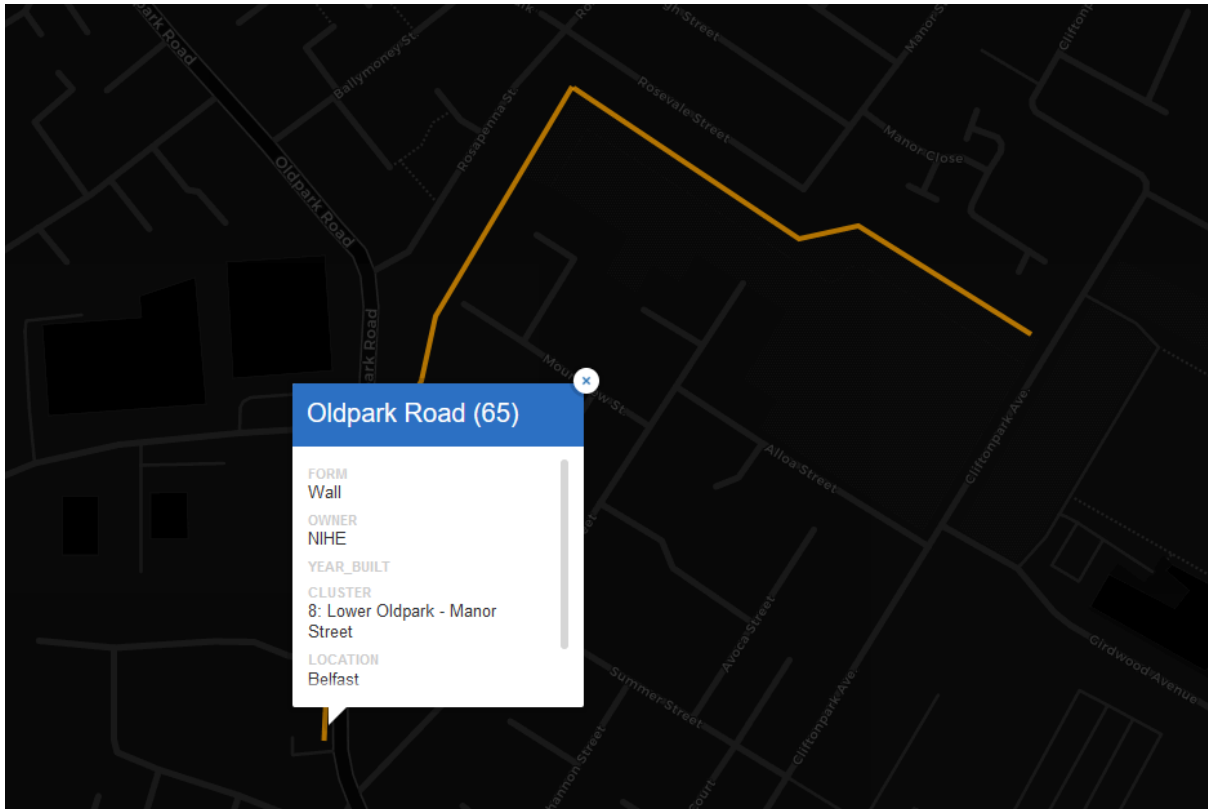 Oldpark Road
Ballymoney St.
Rosapenna St.
Rosevale Street
Manor St
Manor Close
Oldpark Road
Cliftonpark Ave.
Alloa Street
Avoca Street
Summer Street
Cliftonpark Ave.
Girdwood Avenue
Court
Oldpark Road (65)
×
FORM
Wall
OWNER
NIHE
YEAR_BUILT
CLUSTER
8: Lower Oldpark - Manor
Street
LOCATION
Belfast